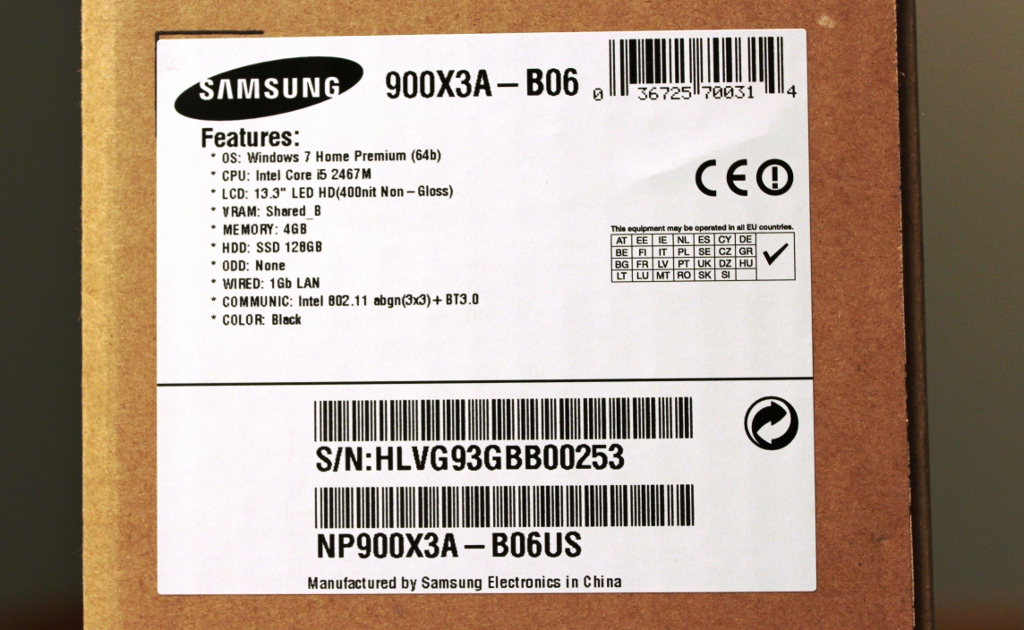 SAMSUNG
900X3A – B06
0 36725 70031 4
Features:
* OS: Windows 7 Home Premium (64b)
* CPU: Intel Core i5 2467M
* LCD: 13.3" LED HD(400nit Non – Gloss)
* VRAM: Shared_B
* MEMORY: 4GB
* HDD: SSD 128GB
* ODD: None
* WIRED: 1Gb LAN
* COMMUNIC: Intel 802.11 abgn(3x3)+ BT3.0
* COLOR: Black
CE
This equipment may be operated in all EU countries.
AT EE IE NL ES CY DE
BE FI IT PL SE CZ GR
BG FR LV PT UK DZ HU
LT LU MT RO SK SI
S/N:HLVG93GBB00253
NP900X3A – B06US
Manufactured by Samsung Electronics in China